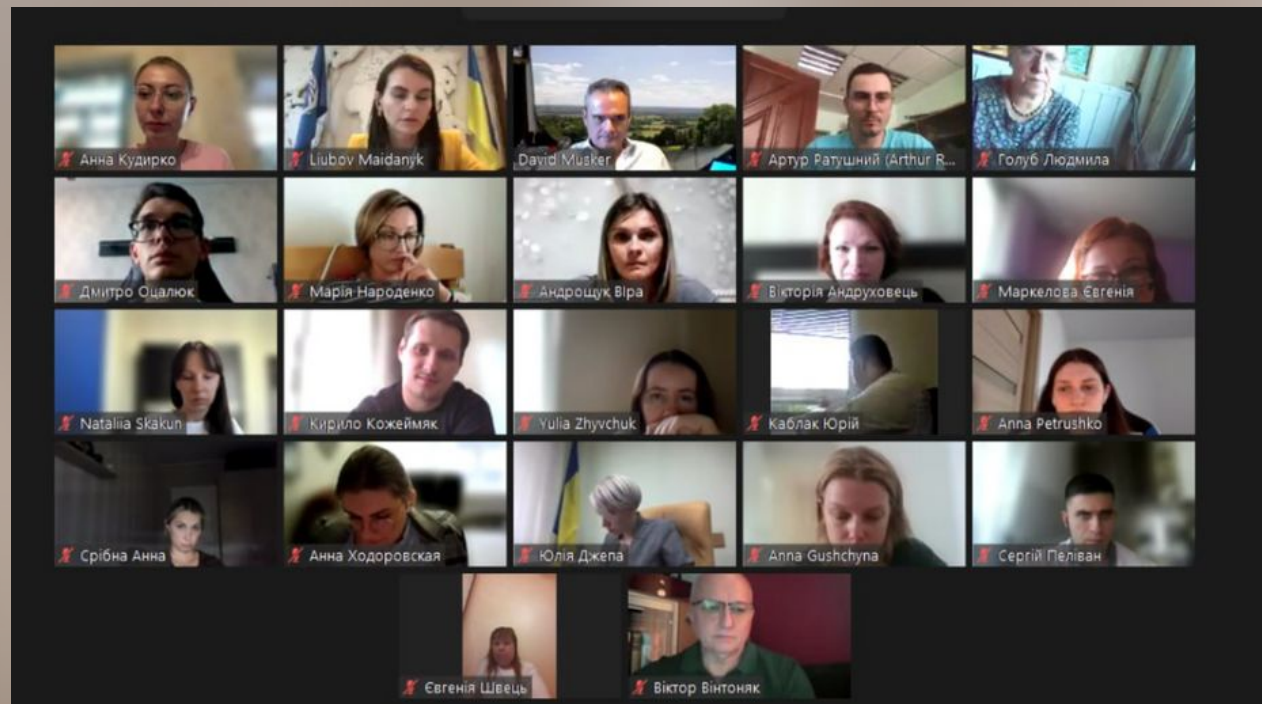 Анна Кудирко
Liubov Maidanyk
David Musker
Артур Ратушний (Arthur R...
Голуб Людмила
Дмитро Оцалюк
Марія Народенко
Андрощук ВІра
Вікторія Андруховець
Маркелова Євгенія
Nataliia Skakun
Кирило Кожеймяк
Yulia Zhyvchuk
Каблак Юрій
Anna Petrushko
Срібна Анна
Анна Ходоровская
Юлія Джепа
Anna Gushchyna
Сергій Пеліван
Євгенія Швець
Віктор Вінтоняк